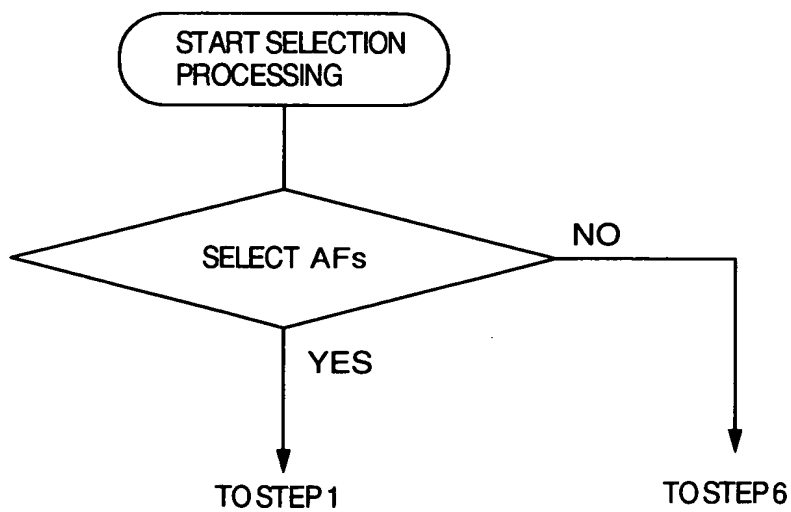 START SELECTION
PROCESSING
SELECT AFs
NO
YES
TO STEP 1
TO STEP 6